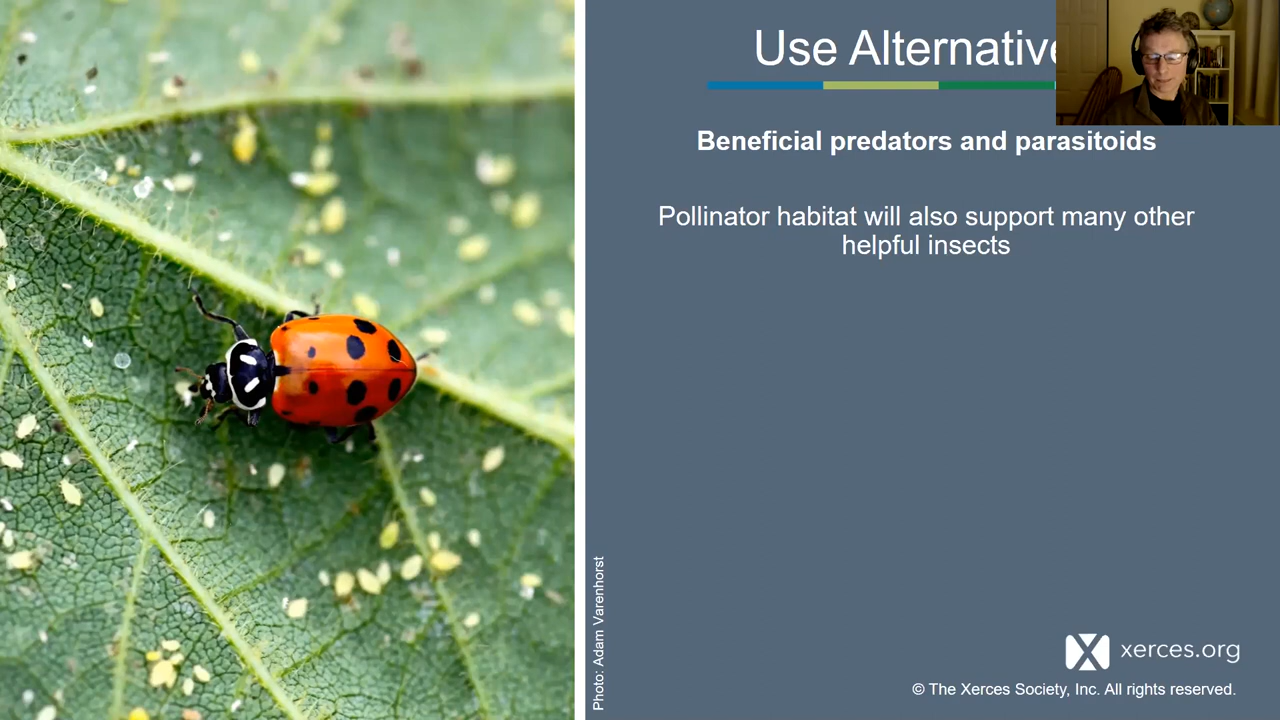 Use Alternative
Beneficial predators and parasitoids
Pollinator habitat will also support many other
helpful insects
Photo: Adam Varenhorst
xerces.org
© The Xerces Society, Inc. All rights reserved.